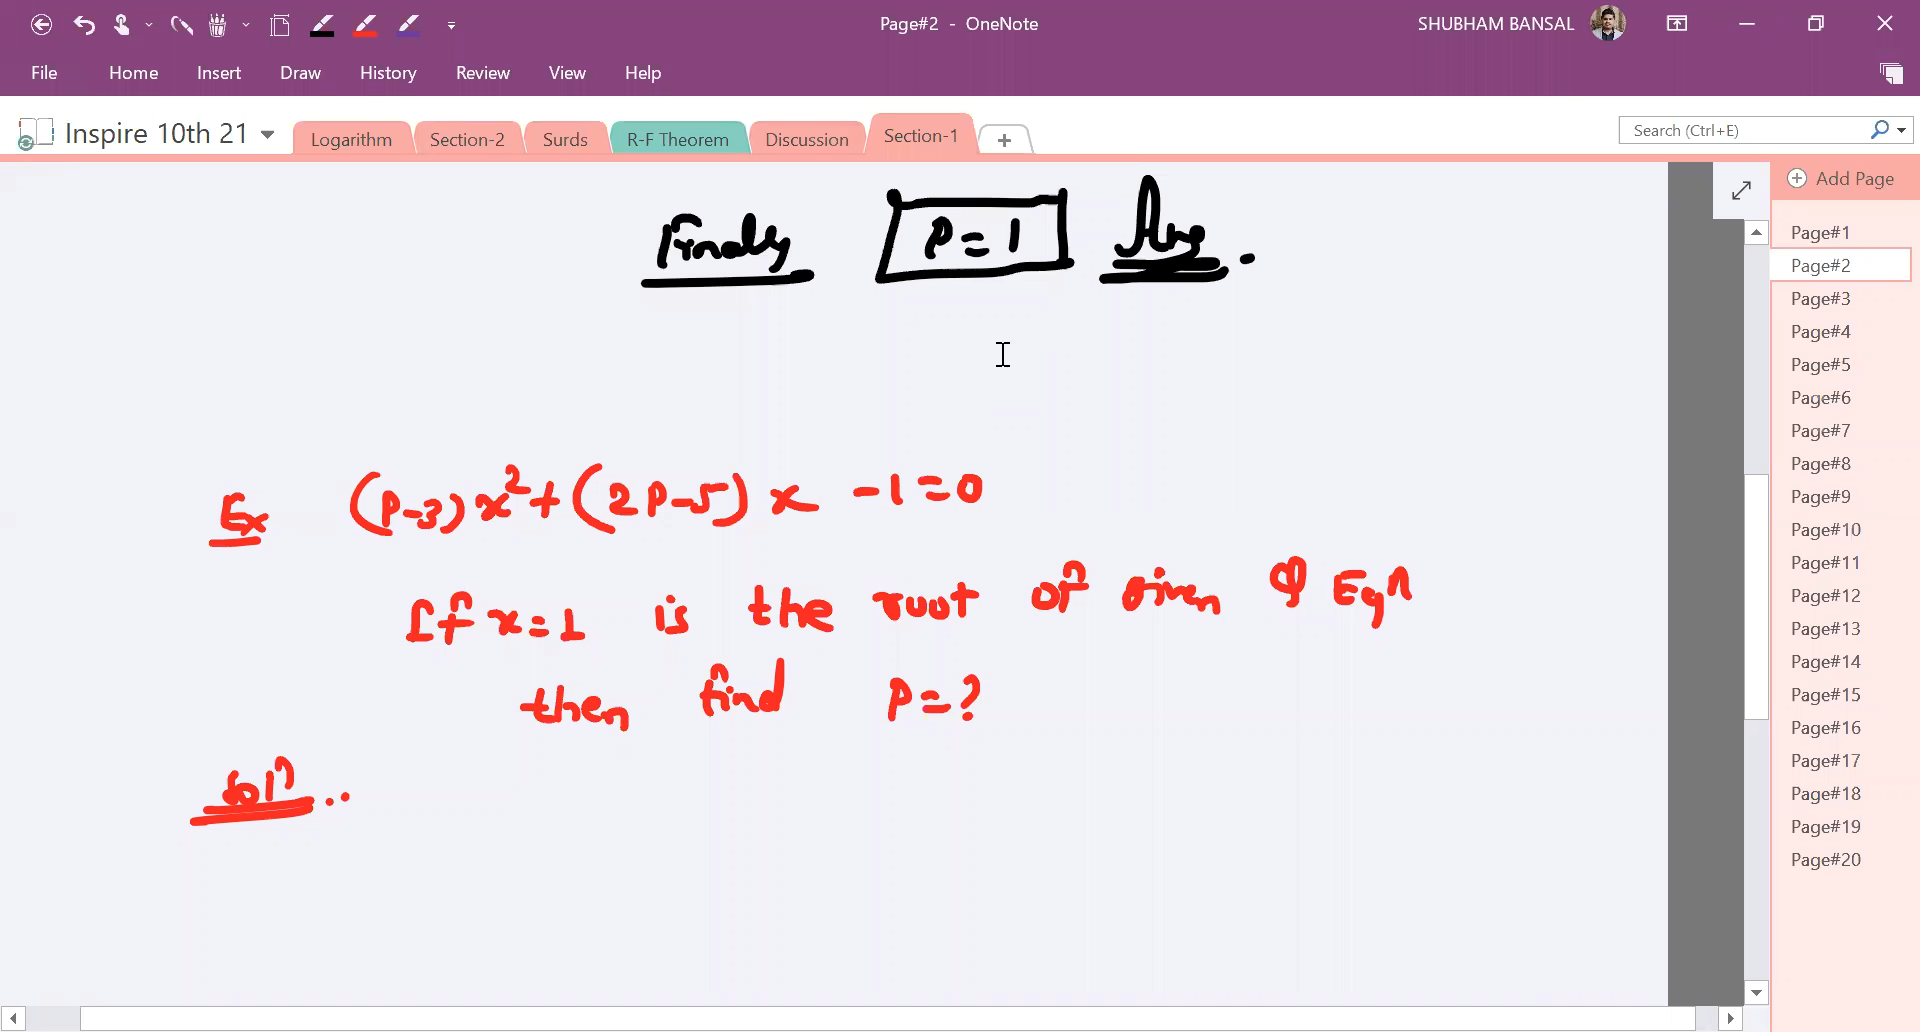 Page#2 - OneNote
SHUBHAM BANSAL
File Home Insert Draw History Review View Help
Inspire 10th 21
Logarithm Section-2 Surds R-F Theorem Discussion Section-1 +
Search (Ctrl+E)
Add Page
Page#1
Page#2
Page#3
Page#4
Page#5
Page#6
Page#7
Page#8
Page#9
Page#10
Page#11
Page#12
Page#13
Page#14
Page#15
Page#16
Page#17
Page#18
Page#19
Page#20
Finally P=1 Ans.
Ex (P-3)x²+(2P-5)x -1=0
If x=1 is the root of given Q Eqn
then find P=?
Solⁿ..